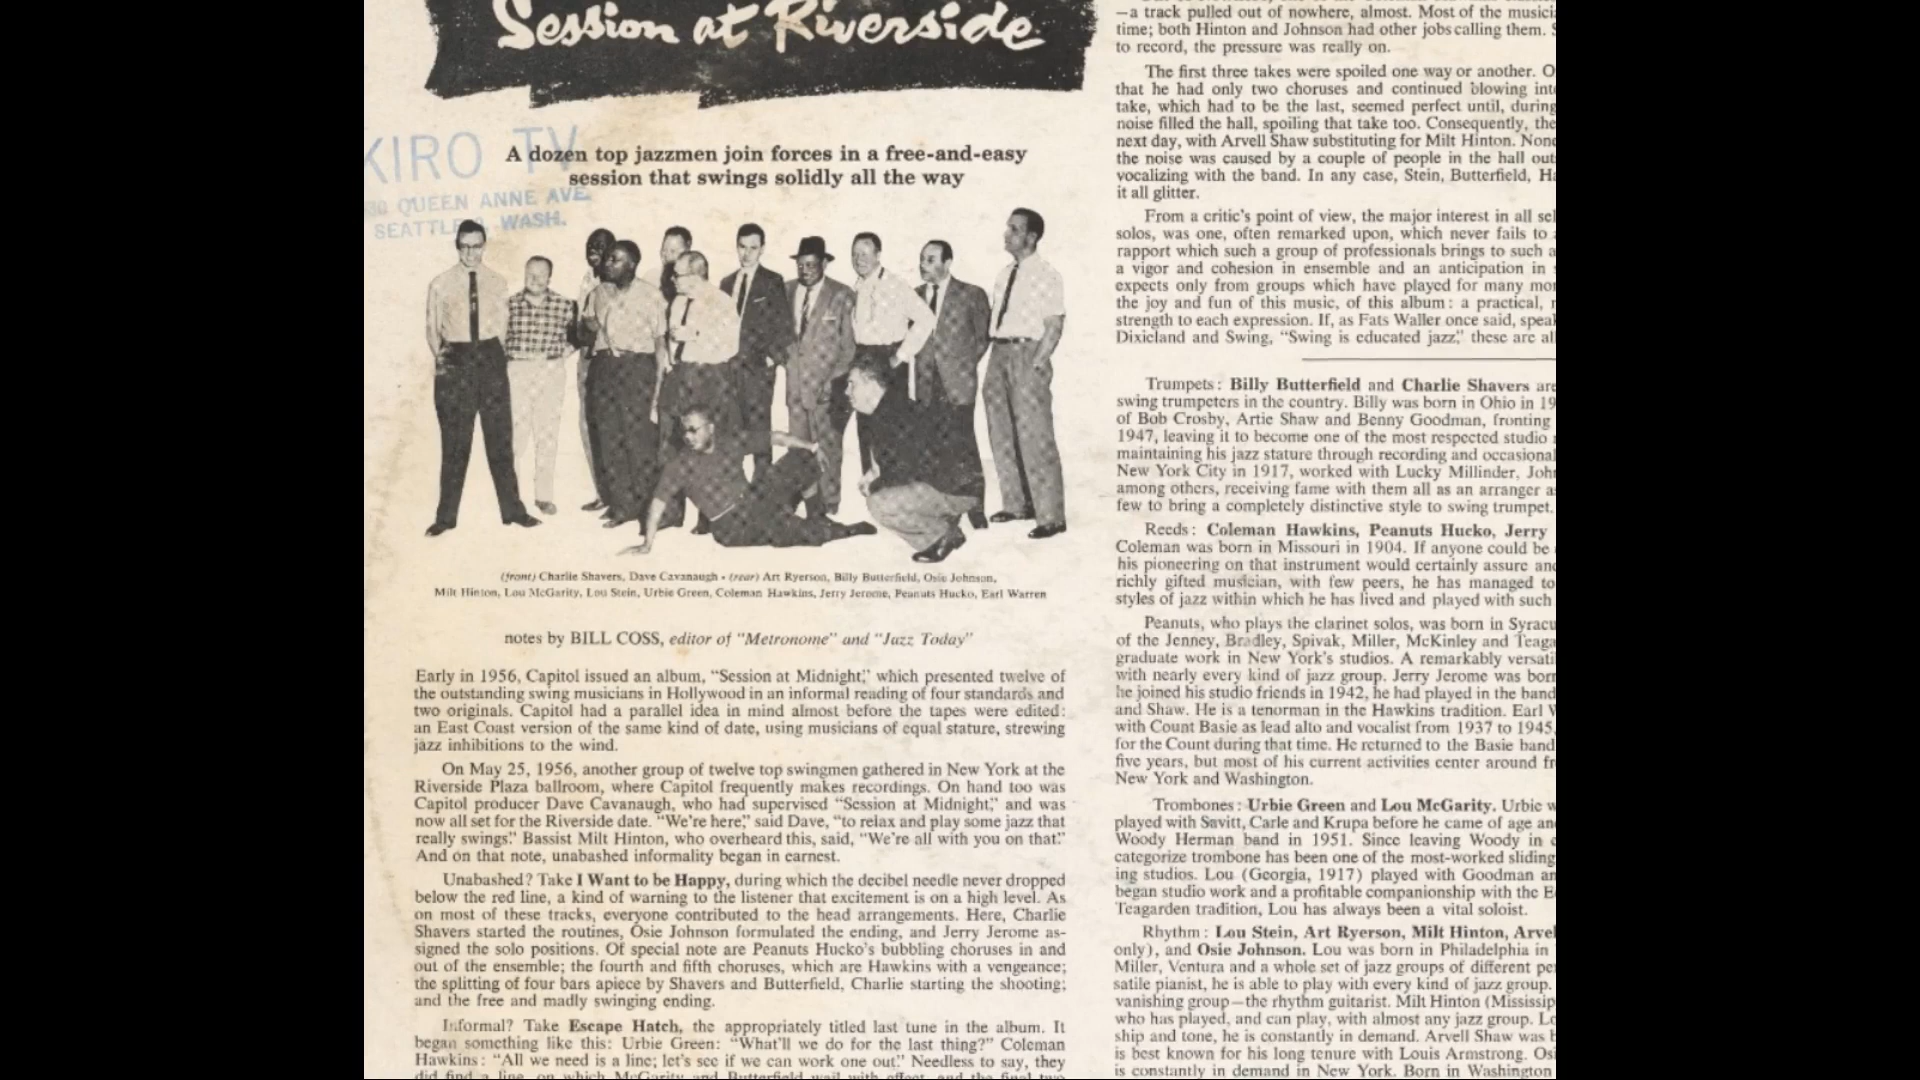 Session at Riverside
KIRO TV
QUEEN ANNE AVE.
SEATTLE WASH.
A dozen top jazzmen join forces in a free-and-easy
session that swings solidly all the way
(front) Charlie Shavers, Dave Cavanaugh • (rear) Art Ryerson, Billy Butterfield, Osie Johnson,
Milt Hinton, Lou McGarity, Lou Stein, Urbie Green, Coleman Hawkins, Jerry Jerome, Peanuts Hucko, Earl Warren
notes by BILL COSS, editor of "Metronome" and "Jazz Today"
Early in 1956, Capitol issued an album, "Session at Midnight," which presented twelve of
the outstanding swing musicians in Hollywood in an informal reading of four standards and
two originals. Capitol had a parallel idea in mind almost before the tapes were edited:
an East Coast version of the same kind of date, using musicians of equal stature, strewing
jazz inhibitions to the wind.
On May 25, 1956, another group of twelve top swingmen gathered in New York at the
Riverside Plaza ballroom, where Capitol frequently makes recordings. On hand too was
Capitol producer Dave Cavanaugh, who had supervised "Session at Midnight," and was
now all set for the Riverside date. "We're here," said Dave, "to relax and play some jazz that
really swings." Bassist Milt Hinton, who overheard this, said, "We're all with you on that."
And on that note, unabashed informality began in earnest.
Unabashed? Take I Want to be Happy, during which the decibel needle never dropped
below the red line, a kind of warning to the listener that excitement is on a high level. As
on most of these tracks, everyone contributed to the head arrangements. Here, Charlie
Shavers started the routines, Osie Johnson formulated the ending, and Jerry Jerome as-
signed the solo positions. Of special note are Peanuts Hucko's bubbling choruses in and
out of the ensemble; the fourth and fifth choruses, which are Hawkins with a vengeance;
the splitting of four bars apiece by Shavers and Butterfield, Charlie starting the shooting;
and the free and madly swinging ending.
Informal? Take Escape Hatch, the appropriately titled last tune in the album. It
began something like this: Urbie Green: "What'll we do for the last thing?" Coleman
Hawkins: "All we need is a line; let's see if we can work one out." Needless to say, they
did find a line, on which McGarity and Butterfield wail with effect, and the final two
—a track pulled out of nowhere, almost. Most of the musici
time; both Hinton and Johnson had other jobs calling them. S
to record, the pressure was really on.
The first three takes were spoiled one way or another. O
that he had only two choruses and continued blowing int
take, which had to be the last, seemed perfect until, during
noise filled the hall, spoiling that take too. Consequently, the
next day, with Arvell Shaw substituting for Milt Hinton. None
the noise was caused by a couple of people in the hall out
vocalizing with the band. In any case, Stein, Butterfield, Ha
it all glitter.
From a critic's point of view, the major interest in all sel
solos, was one, often remarked upon, which never fails to
rapport which such a group of professionals brings to such a
a vigor and cohesion in ensemble and an anticipation in
expects only from groups which have played for many mor
the joy and fun of this music, of this album: a practical,
strength to each expression. If, as Fats Waller once said, speal
Dixieland and Swing, "Swing is educated jazz," these are all
Trumpets: Billy Butterfield and Charlie Shavers are
swing trumpeters in the country. Billy was born in Ohio in 19
of Bob Crosby, Artie Shaw and Benny Goodman, fronting
1947, leaving it to become one of the most respected studio
maintaining his jazz stature through recording and occasional
New York City in 1917, worked with Lucky Millinder, John
among others, receiving fame with them all as an arranger a
few to bring a completely distinctive style to swing trumpet.
Reeds: Coleman Hawkins, Peanuts Hucko, Jerry
Coleman was born in Missouri in 1904. If anyone could be
his pioneering on that instrument would certainly assure and
richly gifted musician, with few peers, he has managed to
styles of jazz within which he has lived and played with such
Peanuts, who plays the clarinet solos, was born in Syracu
of the Jenney, Bradley, Spivak, Miller, McKinley and Teaga
graduate work in New York's studios. A remarkably versati
with nearly every kind of jazz group. Jerry Jerome was born
he joined his studio friends in 1942, he had played in the band
and Shaw. He is a tenorman in the Hawkins tradition. Earl W
with Count Basie as lead alto and vocalist from 1937 to 1945,
for the Count during that time. He returned to the Basie band
five years, but most of his current activities center around fr
New York and Washington.
Trombones: Urbie Green and Lou McGarity. Urbie w
played with Savitt, Carle and Krupa before he came of age and
Woody Herman band in 1951. Since leaving Woody in
categorize trombone has been one of the most-worked sliding
ing studios. Lou (Georgia, 1917) played with Goodman an
began studio work and a profitable companionship with the E
Teagarden tradition, Lou has always been a vital soloist.
Rhythm: Lou Stein, Art Ryerson, Milt Hinton, Arvel
only), and Osie Johnson. Lou was born in Philadelphia in
Miller, Ventura and a whole set of jazz groups of different per
satile pianist, he is able to play with every kind of jazz group.
vanishing group—the rhythm guitarist. Milt Hinton (Mississip
who has played, and can play, with almost any jazz group. Lo
ship and tone, he is constantly in demand. Arvell Shaw was b
is best known for his long tenure with Louis Armstrong. Osi
is constantly in demand in New York. Born in Washington